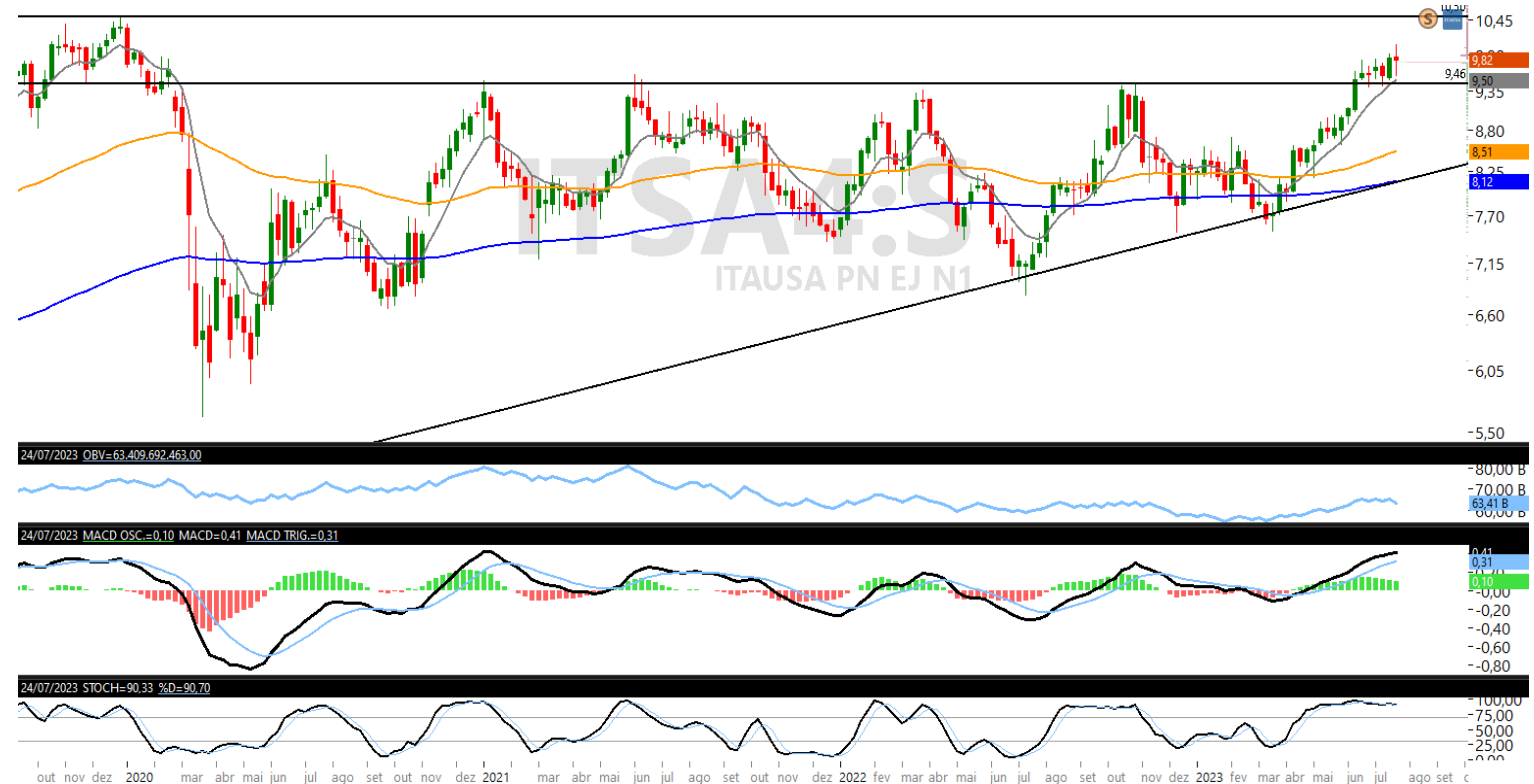 10,45
9,82
9,46
9,50
9,35
8,80
8,51
8,25
8,12
7,70
ITSA4:S
7,15
ITAUSA PN EJ N1
6,60
6,05
5,50
24/07/2023 OBV=63.409.692.463,00
80,00 B
70,00 B
63,41 B
60,00 B
24/07/2023 MACD OSC.=0,10 MACD=0,41 MACD TRIG.=0,31
0,41
0,31
0,20
0,10
-0,00
-0,20
-0,40
-0,60
-0,80
24/07/2023 STOCH=90,33 %D=90,70
100,00
75,00
50,00
25,00
out nov dez 2020 mar abr mai jun jul ago set out nov dez 2021 mar abr mai jun jul ago set out nov dez 2022 fev mar abr mai jun jul ago set out nov dez 2023 fev mar abr mai jun jul ago set